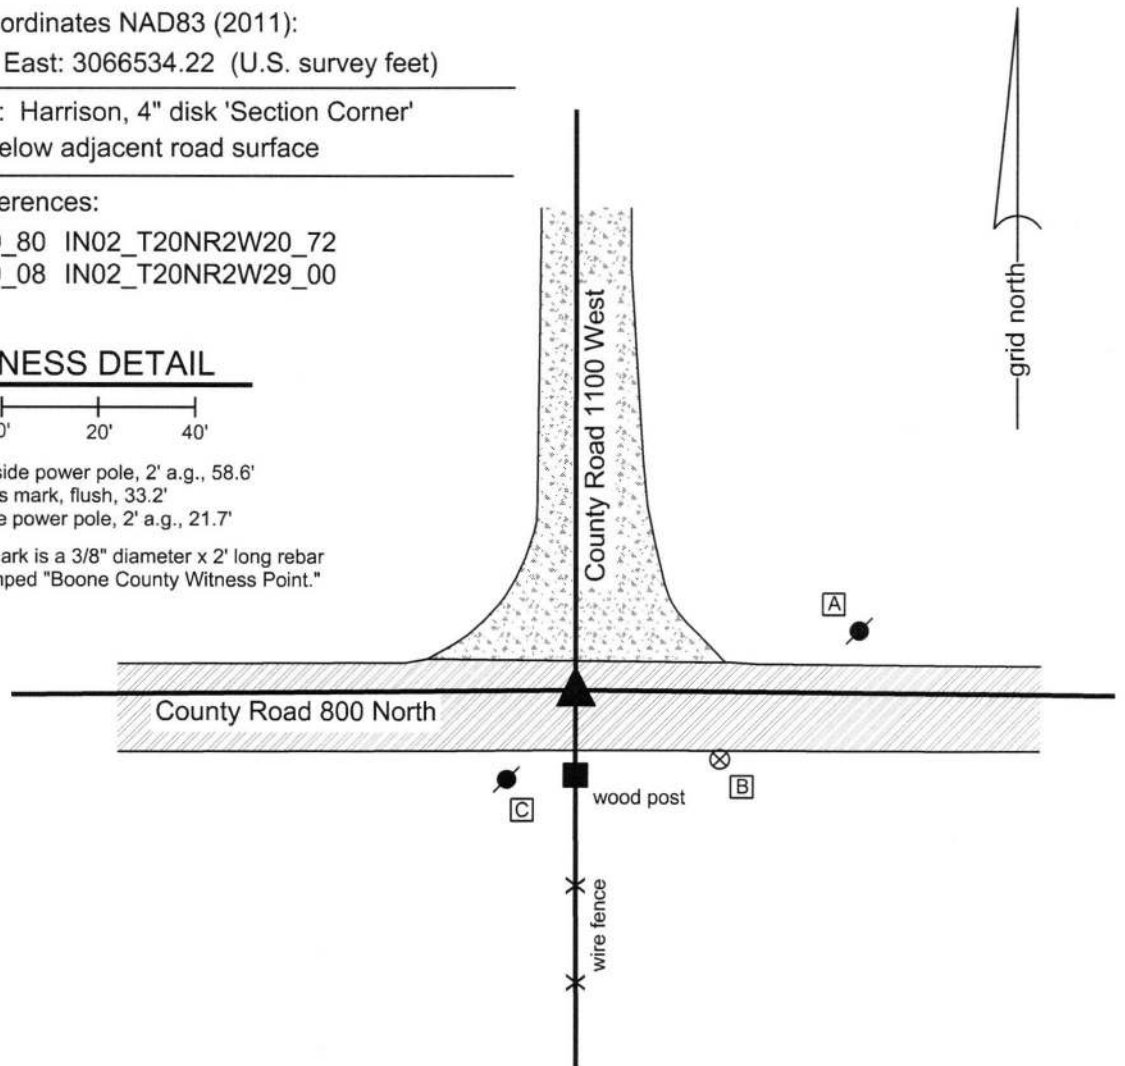 ordinates NAD83 (2011):
East: 3066534.22 (U.S. survey feet)
: Harrison, 4" disk 'Section Corner'
elow adjacent road surface
erences:
_80 IN02_T20NR2W20_72
_08 IN02_T20NR2W29_00
NESS DETAIL
0' 20' 40'
side power pole, 2' a.g., 58.6'
s mark, flush, 33.2'
e power pole, 2' a.g., 21.7'
ark is a 3/8" diameter x 2' long rebar
nped "Boone County Witness Point."
grid north
County Road 1100 West
A
County Road 800 North
B
C
wood post
wire fence